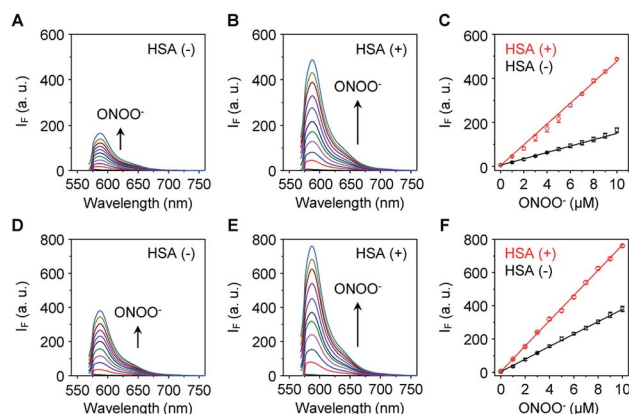 A
HSA (-)
ONOO⁻
I_F (a. u.)
600
400
200
0
550 600 650 700 750
Wavelength (nm)
B
HSA (+)
ONOO⁻
I_F (a. u.)
600
400
200
0
550 600 650 700 750
Wavelength (nm)
C
HSA (+)
HSA (-)
I_F (a. u.)
600
400
200
0
0 2 4 6 8 10
ONOO⁻ (μM)
D
HSA (-)
ONOO⁻
I_F (a. u.)
800
600
400
200
0
550 600 650 700 750
Wavelength (nm)
E
HSA (+)
ONOO⁻
I_F (a. u.)
800
600
400
200
0
550 600 650 700 750
Wavelength (nm)
F
HSA (+)
HSA (-)
I_F (a. u.)
800
600
400
200
0
0 2 4 6 8 10
ONOO⁻ (μM)